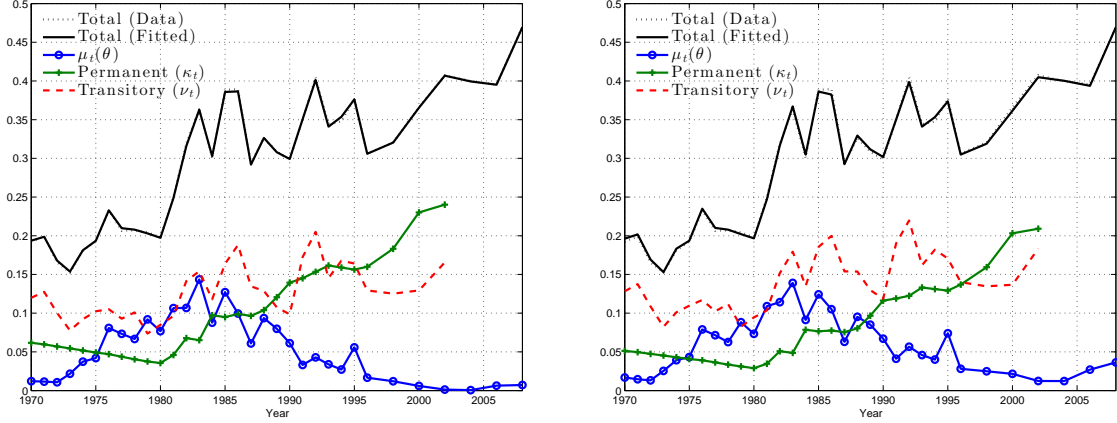 0.5
0.45
0.4
0.35
0.3
0.25
0.2
0.15
0.1
0.05
0
1970 1975 1980 1985 1990 1995 2000 2005
Year
Total (Data)
Total (Fitted)
μt(θ)
Permanent (κt)
Transitory (νt)
0.5
0.45
0.4
0.35
0.3
0.25
0.2
0.15
0.1
0.05
0
1970 1975 1980 1985 1990 1995 2000 2005
Year
Total (Data)
Total (Fitted)
μt(θ)
Permanent (κt)
Transitory (νt)